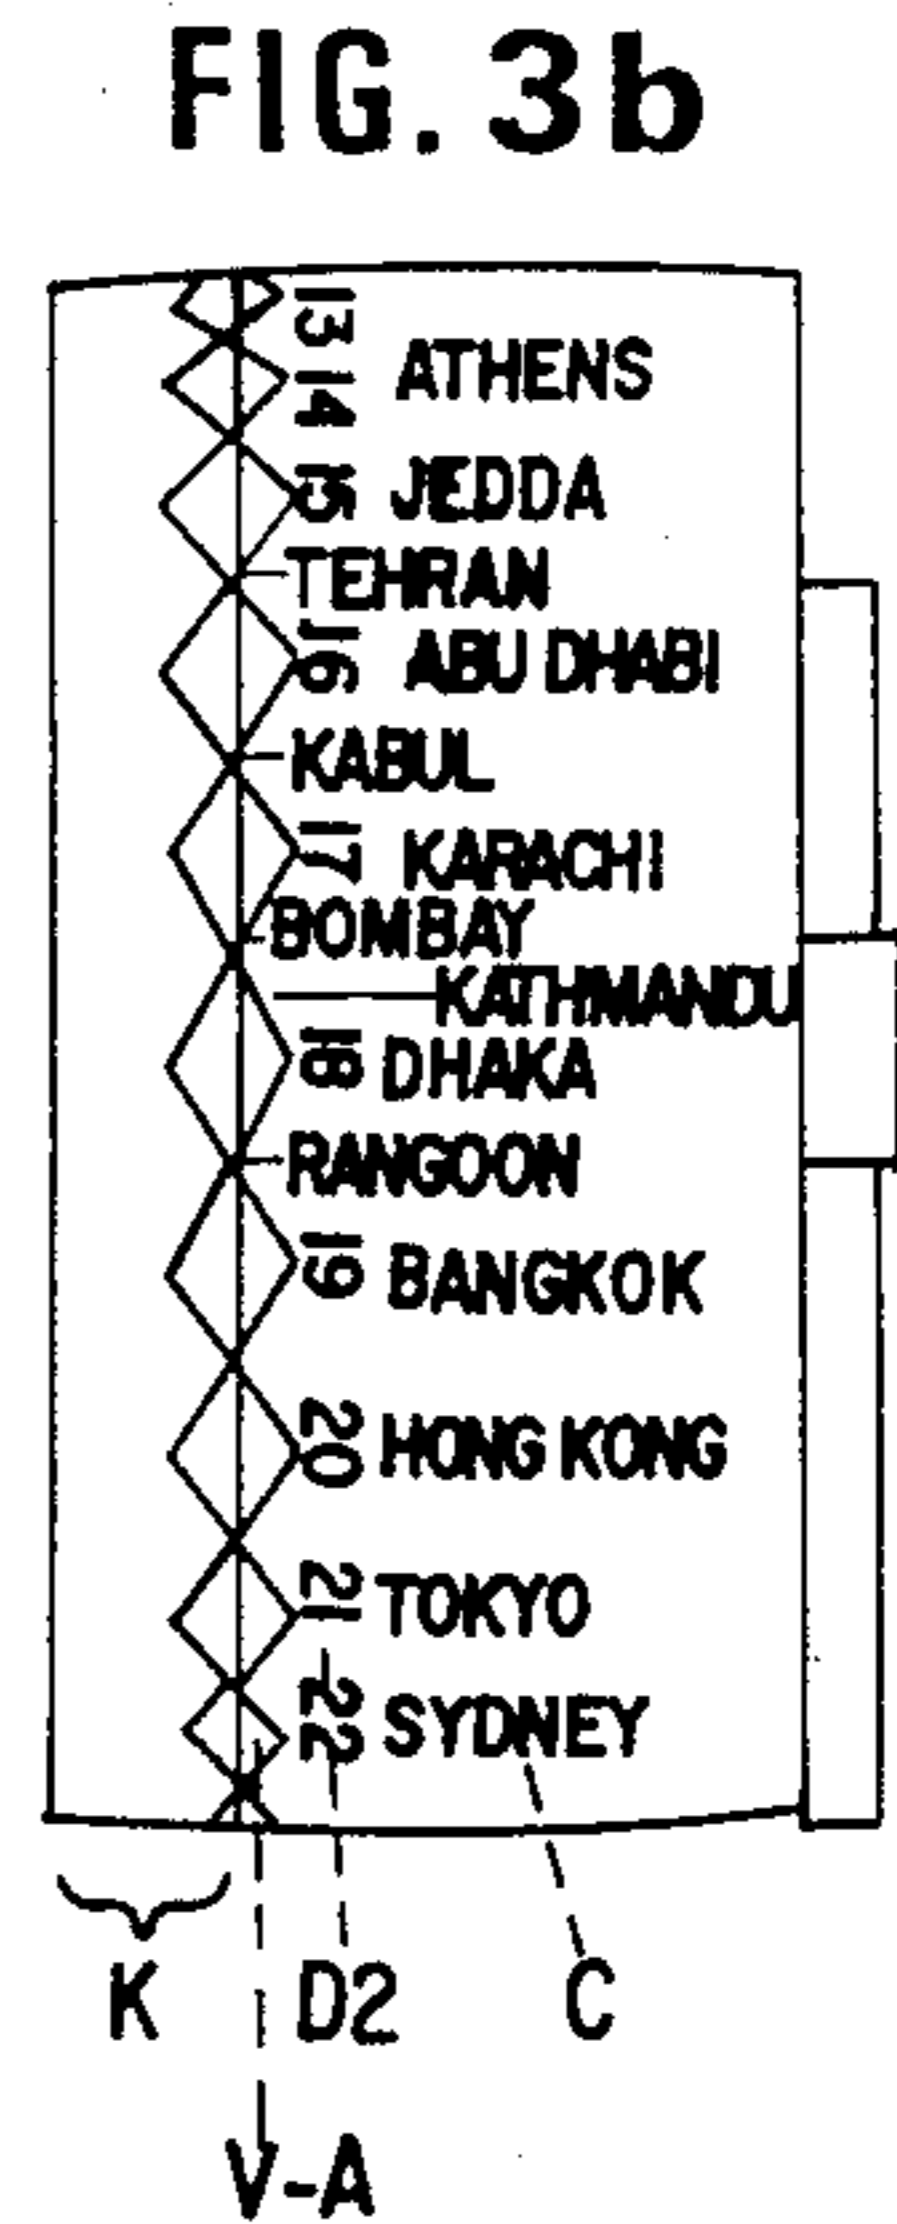 FIG. 3b
13
ATHENS
14
15 JEDDA
TEHRAN
16 ABU DHABI
KABUL
17 KARACHI
BOMBAY
KATHMANDU
18 DHAKA
RANGOON
19 BANGKOK
20 HONG KONG
21 TOKYO
22 SYDNEY
K D2 C
V-A